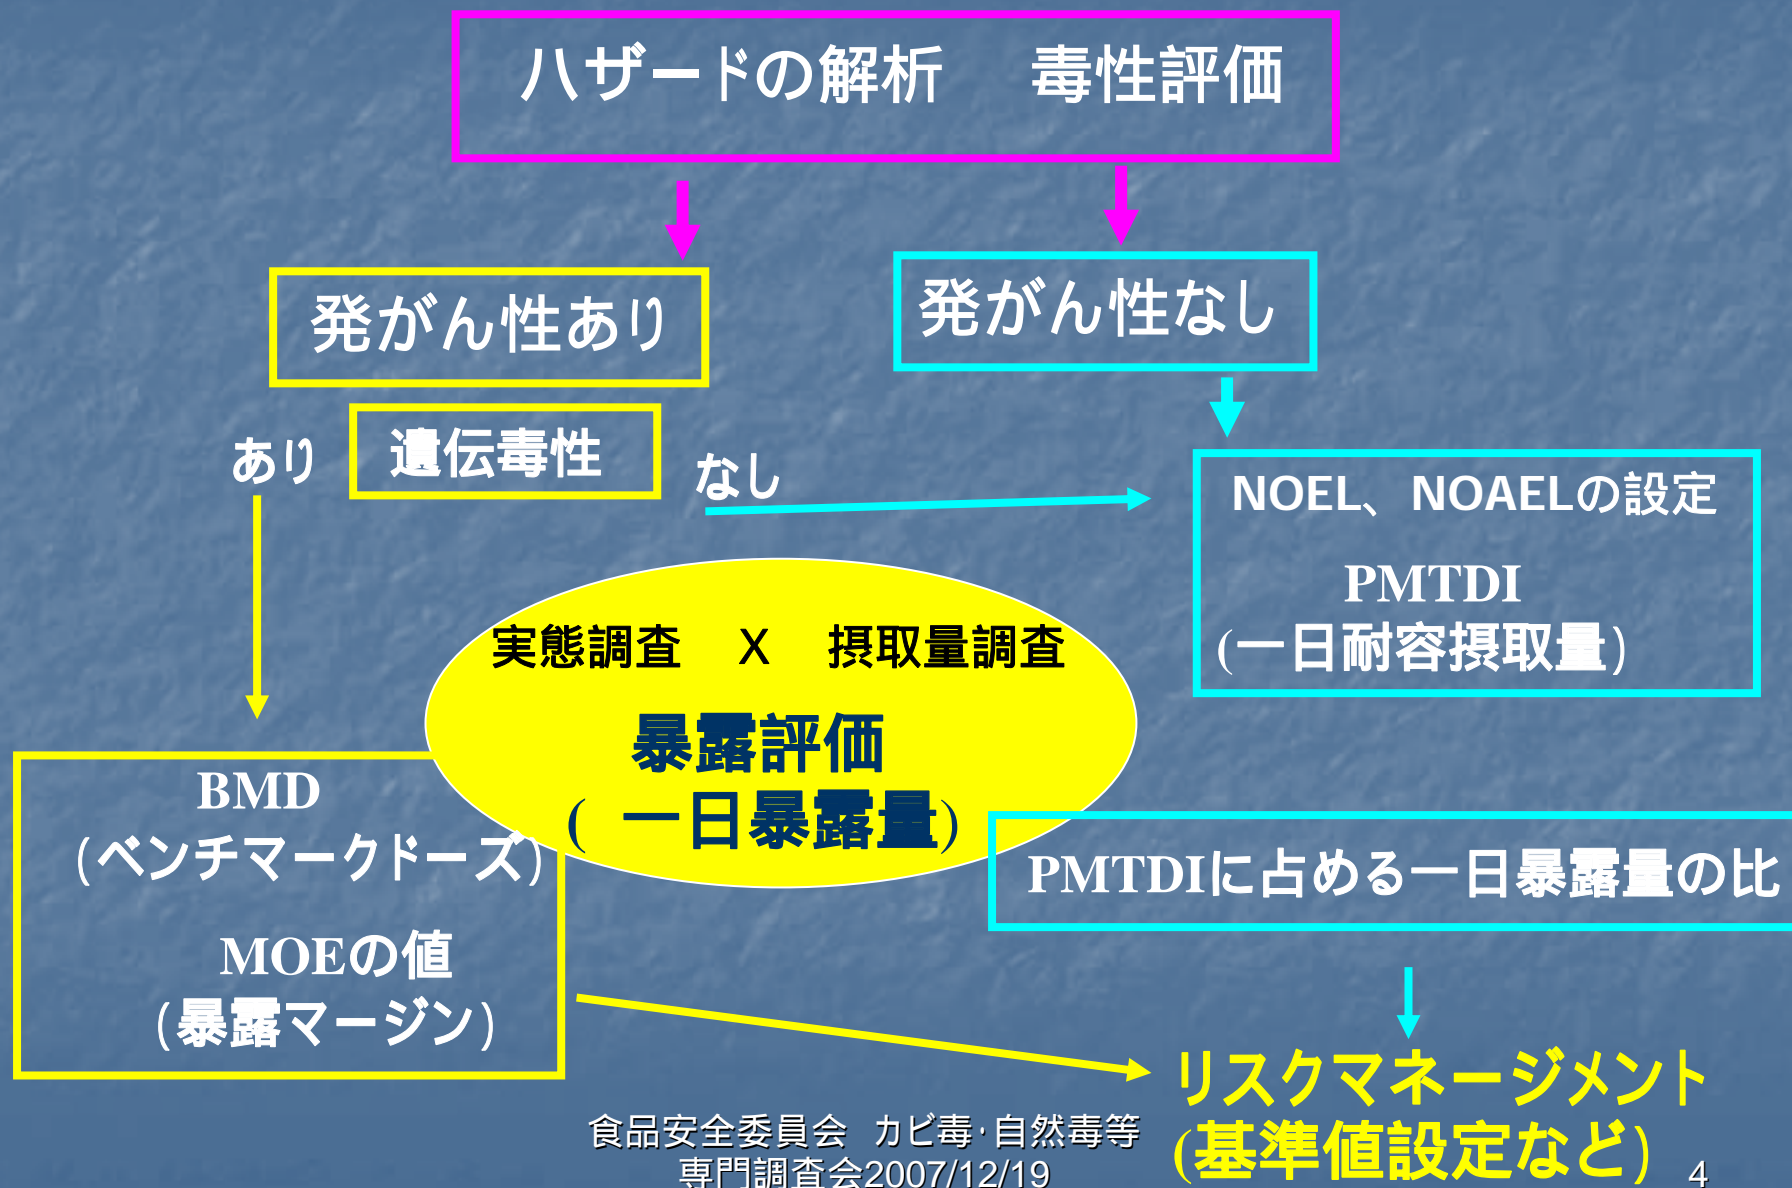 ハザードの解析　毒性評価
発がん性あり
発がん性なし
あり
遺伝毒性
なし
NOEL、NOAELの設定
PMTDI
(一日耐容摂取量)
実態調査　X　摂取量調査
暴露評価
(　一日暴露量)
BMD
(ベンチマークドーズ)
MOEの値
(暴露マージン)
PMTDIに占める一日暴露量の比
リスクマネージメント
(基準値設定など)
食品安全委員会　カビ毒·自然毒等
専門調査会2007/12/19
4